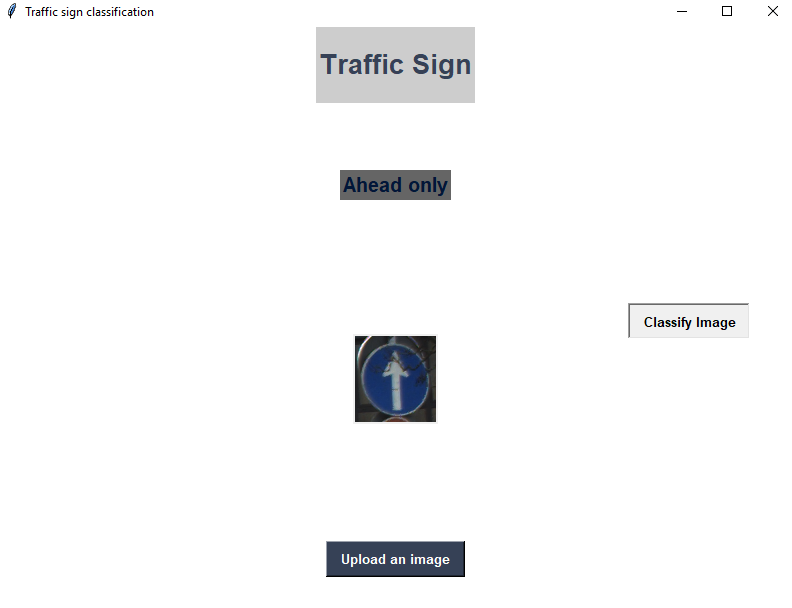 Traffic sign classification
Traffic Sign
Ahead only
Classify Image
Upload an image